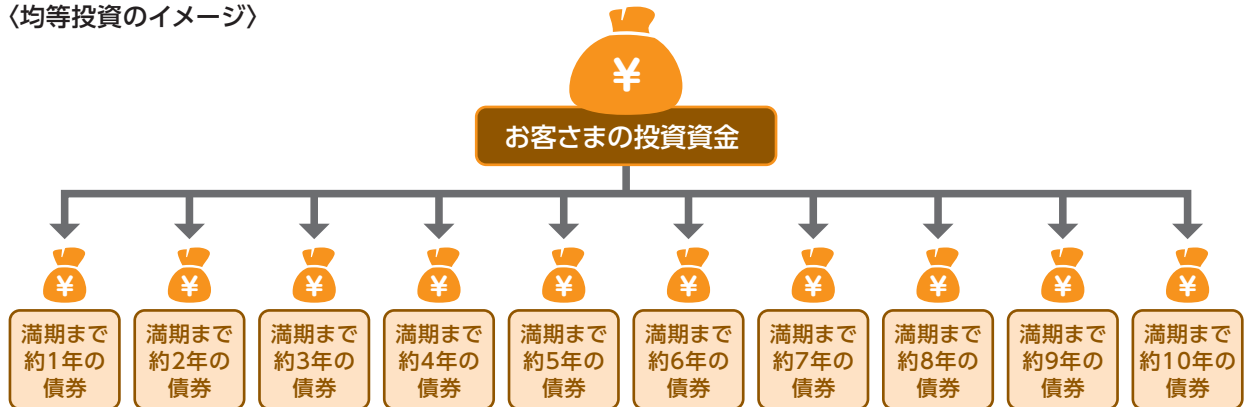 〈均等投資のイメージ〉
¥
お客さまの投資資金
¥ ¥ ¥ ¥ ¥ ¥ ¥ ¥ ¥ ¥
満期まで
約1年の
債券
満期まで
約2年の
債券
満期まで
約3年の
債券
満期まで
約4年の
債券
満期まで
約5年の
債券
満期まで
約6年の
債券
満期まで
約7年の
債券
満期まで
約8年の
債券
満期まで
約9年の
債券
満期まで
約10年の
債券